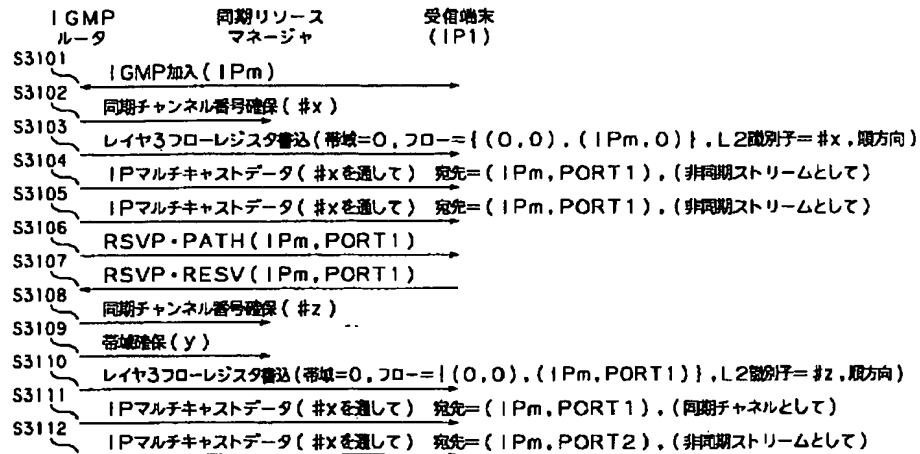 IGMP ルータ 同期リソース マネージャ 受信端末 (IP1)
S3101 IGMP加入(IPm)
S3102 同期チャンネル番号確保(#x)
S3103 レイヤ3フローレジスタ書込(帯域=0,フロー={(0,0),(IPm,0)},L2識別子=#x,順方向)
S3104 IPマルチキャストデータ(#xを通して) 宛先=(IPm,PORT1),(非同期ストリームとして)
S3105 IPマルチキャストデータ(#xを通して) 宛先=(IPm,PORT1),(非同期ストリームとして)
S3106 RSVP・PATH(IPm,PORT1)
S3107 RSVP・RESV(IPm,PORT1)
S3108 同期チャンネル番号確保(#z)
S3109 帯域確保(y)
S3110 レイヤ3フローレジスタ書込(帯域=0,フロー={(0,0),(IPm,PORT1)},L2識別子=#z,順方向)
S3111 IPマルチキャストデータ(#xを通して) 宛先=(IPm,PORT1),(同期チャネルとして)
S3112 IPマルチキャストデータ(#xを通して) 宛先=(IPm,PORT2),(非同期ストリームとして)